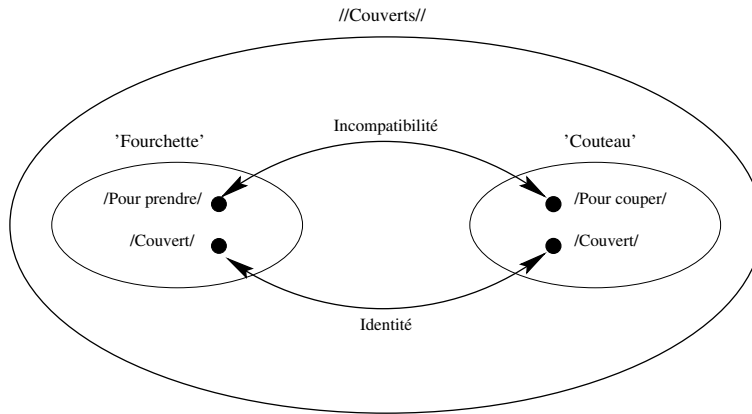 //Couverts//
Incompatibilité
’Fourchette’
’Couteau’
/Pour prendre/
/Pour couper/
/Couvert/
/Couvert/
Identité